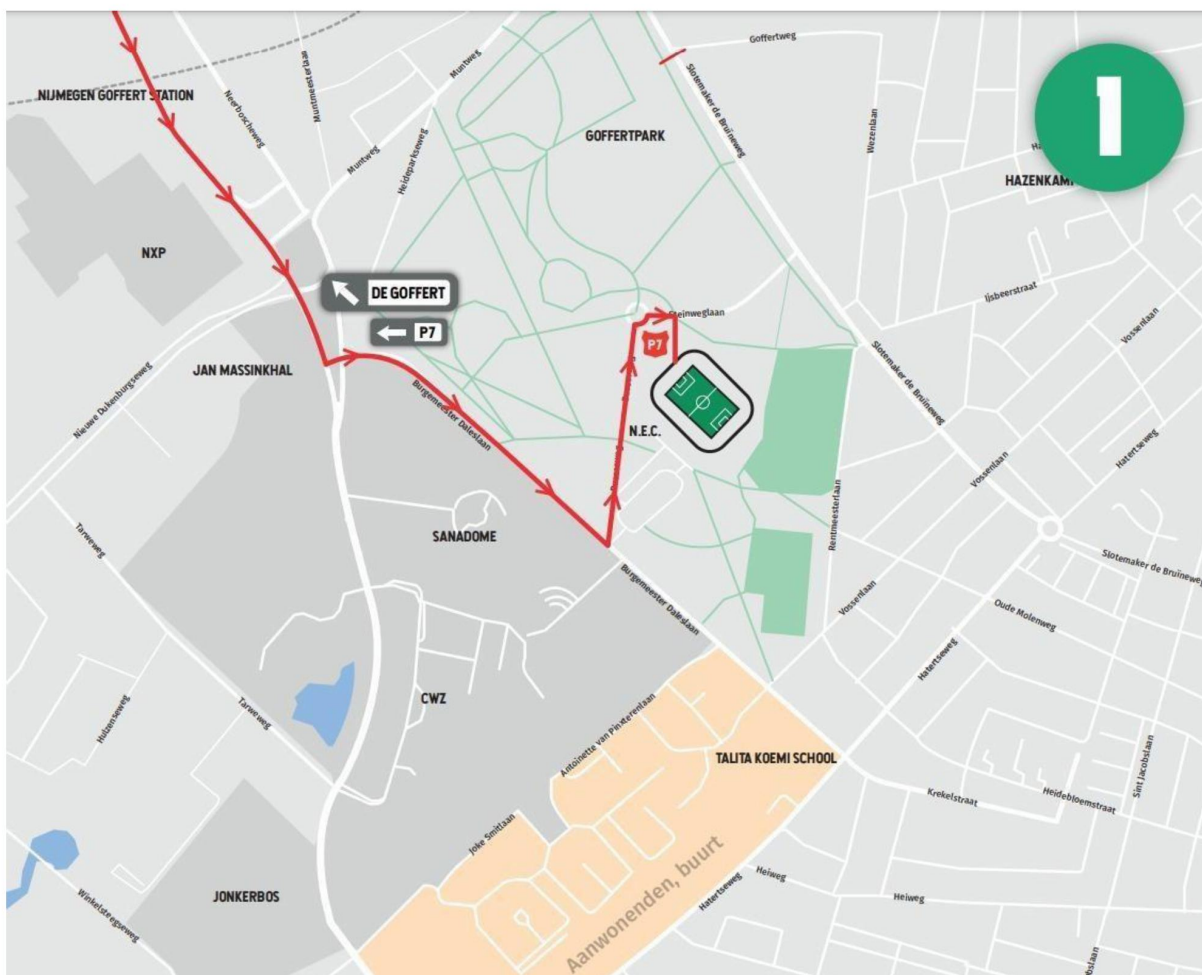 Goffertweg
Muntweg
Slotemaker de Bruïneweg
1
NIJMEGEN GOFFERT STATION
Neerboscheweg
Muntmeesterlaan
GOFFERTPARK
Wezenlaan
Muntweg
Heideparkseweg
HAZENKAMP
NXP
DE GOFFERT
Ijsbeerstraat
Steinweglaan
Vossenlaan
P7
P7
JAN MASSINKHAL
Slotemaker de Bruïneweg
Nieuwe Dukenburgseweg
Burgemeester Daleslaan
N.E.C.
Hatertseweg
Vossenlaan
Rentmeesterlaan
Tarweweg
SANADOME
Slotemaker de Bruïneweg
Burgemeester Daleslaan
Vossenlaan
Oude Molenweg
Hatertseweg
CWZ
Hulzenseweg
Tarweweg
Antoinette van Pinxterenlaan
TALITA KOEMI SCHOOL
Sint Jacobslaan
Krekelstraat
Heidebloemstraat
Joke Smitlaan
Aanwonenden, buurt
Hatertseweg
Heiweg
Heiweg
JONKERBOS
Winkelsteegseweg